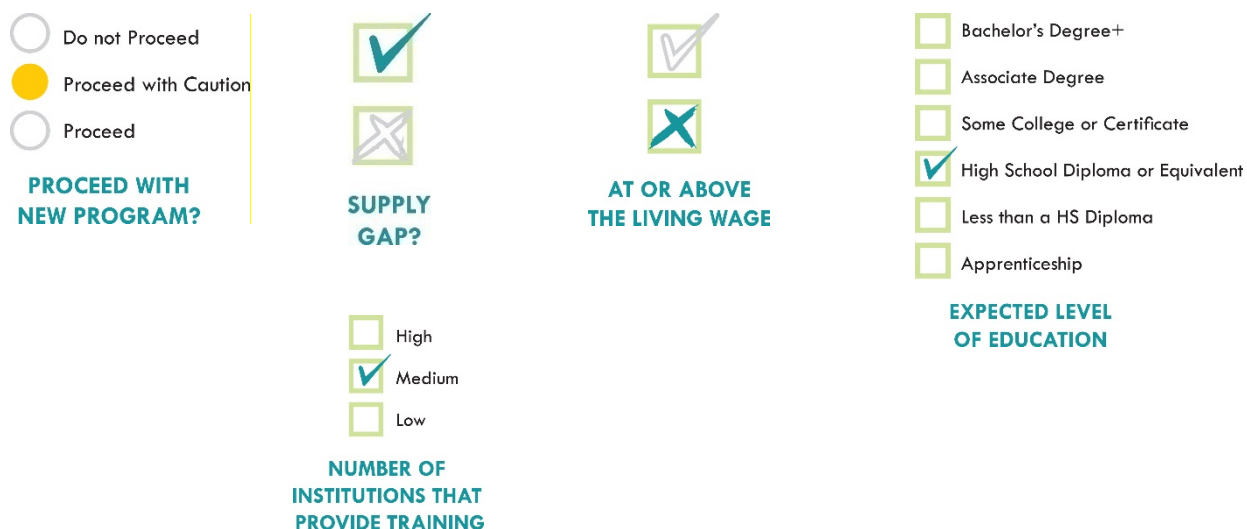 Do not Proceed
Proceed with Caution
Proceed
PROCEED WITH
NEW PROGRAM?
SUPPLY
GAP?
AT OR ABOVE
THE LIVING WAGE
Bachelor's Degree+
Associate Degree
Some College or Certificate
High School Diploma or Equivalent
Less than a HS Diploma
Apprenticeship
EXPECTED LEVEL
OF EDUCATION
High
Medium
Low
NUMBER OF
INSTITUTIONS THAT
PROVIDE TRAINING